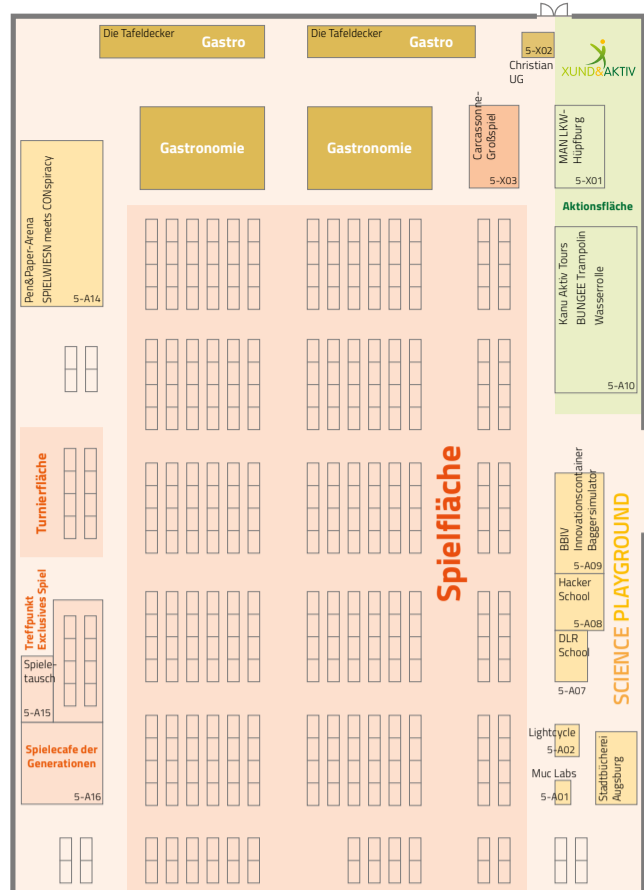 Die Tafeldecker
Gastro
Die Tafeldecker
Gastro
5-X02
Christian
UG
XUND&AKTIV
Gastronomie
Gastronomie
Carcassonne-
Großspiel
5-X03
MAN LKW-
Hüpfburg
5-X01
Aktionsfläche
Pen&Paper-Arena
SPIELWIESN meets CONspiracy
5-A14
Kanu Aktiv Tours
BUNGEE Trampolin
Wasserrolle
5-A10
Turnierfläche
Spielfläche
BBIV
Innovationscontainer
Baggersimulator
5-A09
SCIENCE PLAYGROUND
Hacker
School
5-A08
DLR
School
5-A07
Treffpunkt
Exclusives Spiel
Spiele-
tausch
5-A15
Spielecafe der
Generationen
5-A16
Lightcycle
5-A02
Muc Labs
5-A01
Stadtbücherei
Augsburg